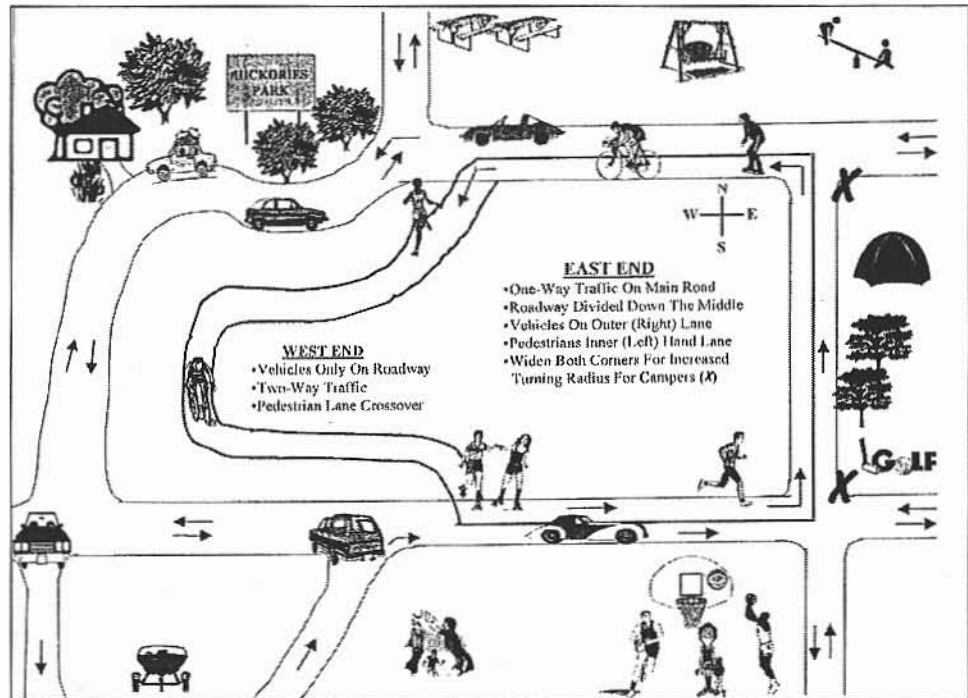 HICKORIES
PARK
N
W E
S
X
EAST END
•One-Way Traffic On Main Road
•Roadway Divided Down The Middle
•Vehicles On Outer (Right) Lane
•Pedestrians Inner (Left) Hand Lane
•Widen Both Corners For Increased
Turning Radius For Campers (X)
WEST END
•Vehicles Only On Roadway
•Two-Way Traffic
•Pedestrian Lane Crossover
GOLF
X